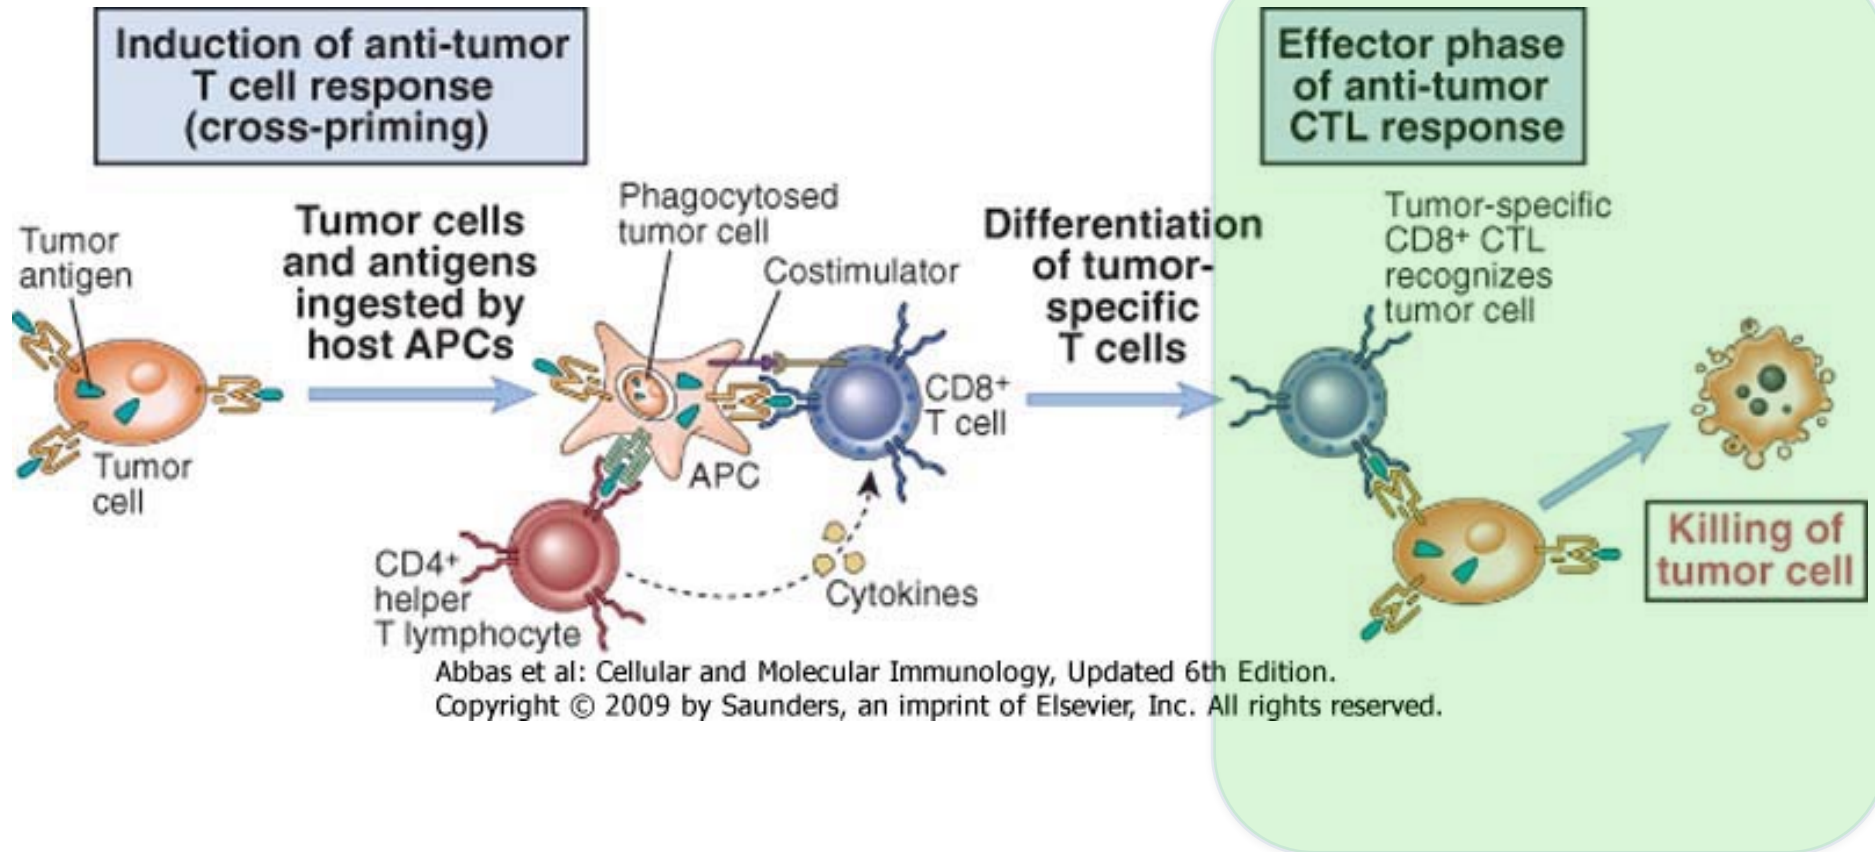 Induction of anti-tumor
T cell response
(cross-priming)
Effector phase
of anti-tumor
CTL response
Tumor
antigen
Tumor cells
and antigens
ingested by
host APCs
Phagocytosed
tumor cell
Costimulator
Differentiation
of tumor-
specific
T cells
Tumor-specific
CD8+ CTL
recognizes
tumor cell
Tumor
cell
APC
CD8+
T cell
CD4+
helper
T lymphocyte
Cytokines
Killing of
tumor cell
Abbas et al: Cellular and Molecular Immunology, Updated 6th Edition.
Copyright © 2009 by Saunders, an imprint of Elsevier, Inc. All rights reserved.